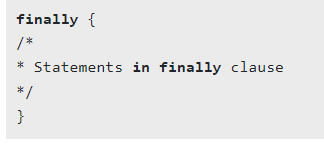 finally {
/*
* Statements in finally clause
*/
}